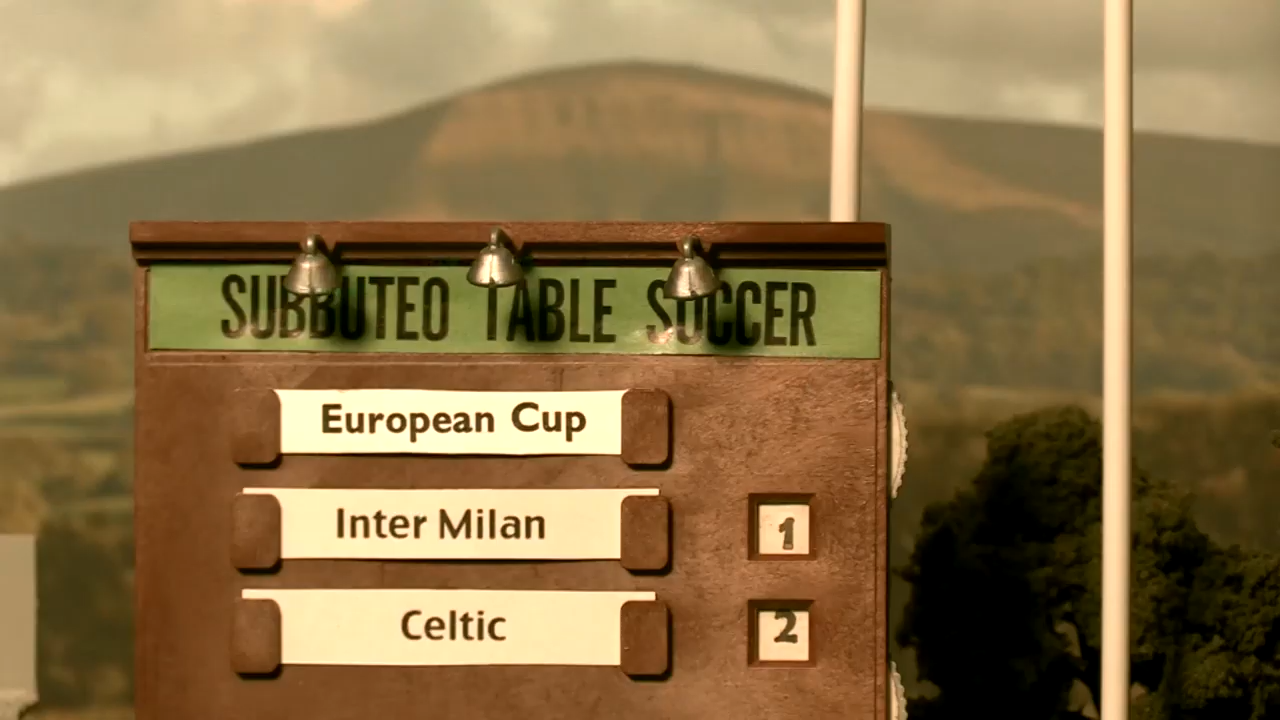 SUBBUTEO TABLE SOCCER
European Cup
Inter Milan 1
Celtic 2